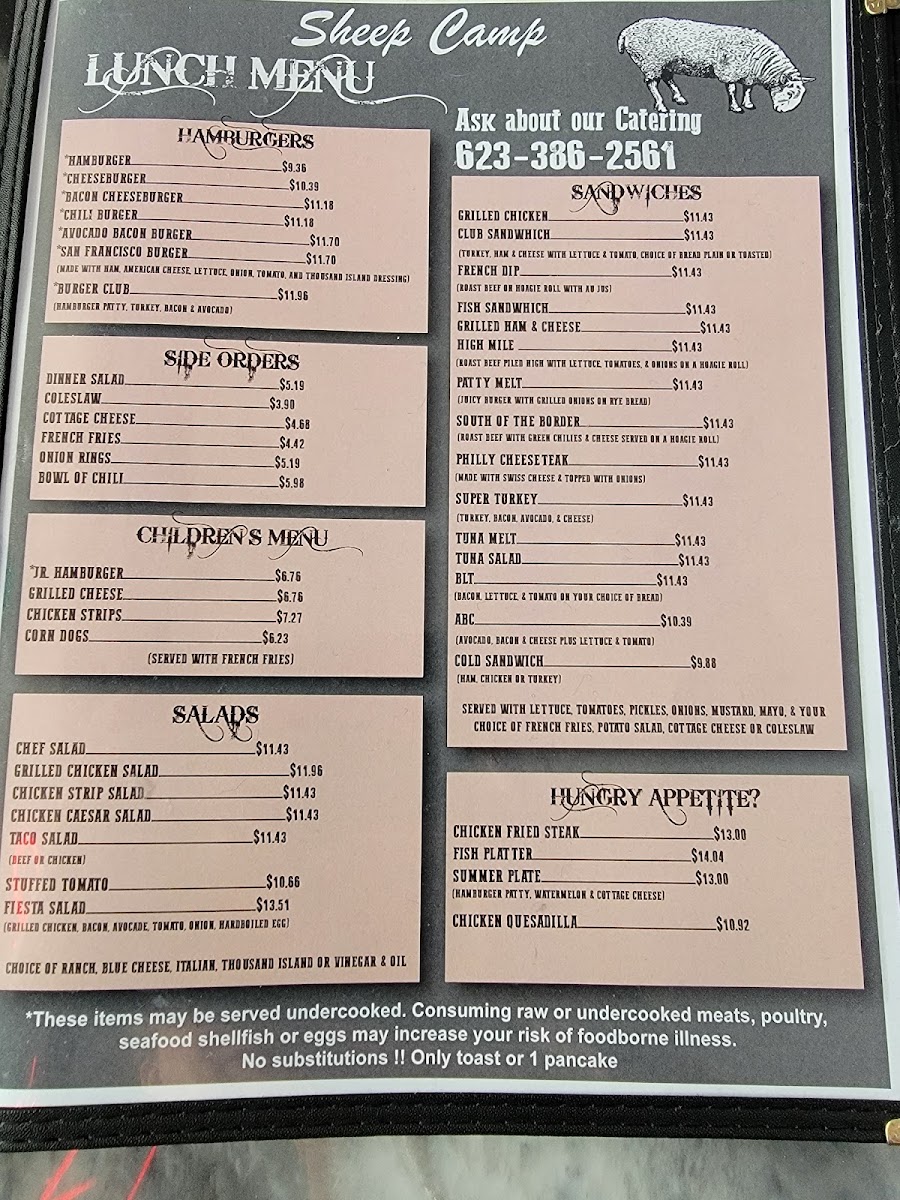 Sheep Camp
LUNCH MENU
HAMBURGERS
*HAMBURGER $9.36
*CHEESEBURGER $10.39
*BACON CHEESEBURGER $11.18
*CHILI BURGER $11.18
*AVOCADO BACON BURGER $11.70
*SAN FRANCISCO BURGER $11.70
(MADE WITH HAM, AMERICAN CHEESE, LETTUCE, ONION, TOMATO, AND THOUSAND ISLAND DRESSING)
*BURGER CLUB $11.96
(HAMBURGER PATTY, TURKEY, BACON & AVOCADO)
SIDE ORDERS
DINNER SALAD $5.19
COLESLAW $3.90
COTTAGE CHEESE $4.68
FRENCH FRIES $4.42
ONION RINGS $5.19
BOWL OF CHILI $5.98
CHILDREN'S MENU
*JR. HAMBURGER $6.76
GRILLED CHEESE $6.76
CHICKEN STRIPS $7.27
CORN DOGS $6.23
(SERVED WITH FRENCH FRIES)
SALADS
CHEF SALAD $11.43
GRILLED CHICKEN SALAD $11.96
CHICKEN STRIP SALAD $11.43
CHICKEN CAESAR SALAD $11.43
TACO SALAD $11.43
(BEEF OR CHICKEN)
STUFFED TOMATO $10.66
FIESTA SALAD $13.51
(GRILLED CHICKEN, BACON, AVOCADE, TOMATO, ONION, HARDBOILED EGG)
CHOICE OF RANCH, BLUE CHEESE, ITALIAN, THOUSAND ISLAND OR VINEGAR & OIL
ASK about our Catering
623-386-2561
SANDWICHES
GRILLED CHICKEN $11.43
CLUB SANDWHICH $11.43
(TURKEY, HAM & CHEESE WITH LETTUCE & TOMATO, CHOICE OF BREAD PLAIN OR TOASTED)
FRENCH DIP $11.43
(ROAST BEEF ON HOAGIE ROLL WITH AU JUS)
FISH SANDWHICH $11.43
GRILLED HAM & CHEESE $11.43
HIGH MILE $11.43
(ROAST BEEF PILED HIGH WITH LETTUCE, TOMATOES, & ONIONS ON A HOAGIE ROLL)
PATTY MELT $11.43
(JUICY BURGER WITH GRILLED ONIONS ON RYE BREAD)
SOUTH OF THE BORDER $11.43
(ROAST BEEF WITH GREEN CHILIES & CHEESE SERVED ON A HOAGIE ROLL)
PHILLY CHEESETEAK $11.43
(MADE WITH SWISS CHEESE & TOPPED WITH ONIONS)
SUPER TURKEY $11.43
(TURKEY, BACON, AVOCADO, & CHEESE)
TUNA MELT $11.43
TUNA SALAD $11.43
BLT $11.43
(BACON, LETTUCE, & TOMATO ON YOUR CHOICE OF BREAD)
ABC $10.39
(AVOCADO, BACON & CHEESE PLUS LETTUCE & TOMATO)
COLD SANDWICH $9.88
(HAM, CHICKEN OR TURKEY)
SERVED WITH LETTUCE, TOMATOES, PICKLES, ONIONS, MUSTARD, MAYO, & YOUR
CHOICE OF FRENCH FRIES, POTATO SALAD, COTTAGE CHEESE OR COLESLAW
HUNGRY APPETITE?
CHICKEN FRIED STEAK $13.00
FISH PLATTER $14.04
SUMMER PLATE $13.00
(HAMBURGER PATTY, WATERMELON & COTTAGE CHEESE)
CHICKEN QUESADILLA $10.92
*These items may be served undercooked. Consuming raw or undercooked meats, poultry,
seafood shellfish or eggs may increase your risk of foodborne illness.
No substitutions !! Only toast or 1 pancake